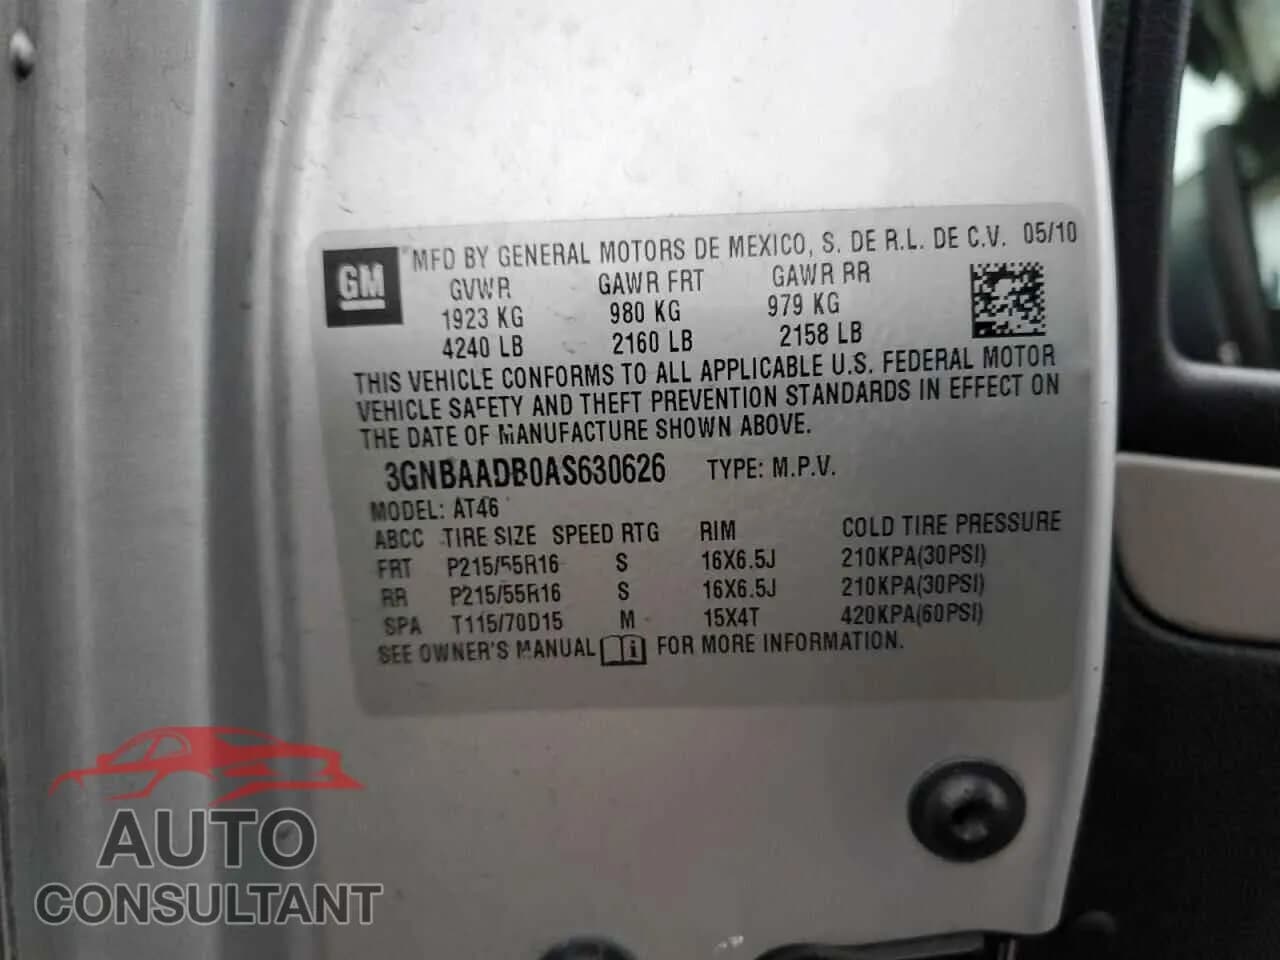 GM
MFD BY GENERAL MOTORS DE MEXICO, S. DE R.L. DE C.V. 05/10
GVWR GAWR FRT GAWR RR
1923 KG 980 KG 979 KG
4240 LB 2160 LB 2158 LB
THIS VEHICLE CONFORMS TO ALL APPLICABLE U.S. FEDERAL MOTOR
VEHICLE SAFETY AND THEFT PREVENTION STANDARDS IN EFFECT ON
THE DATE OF MANUFACTURE SHOWN ABOVE.
3GNBAADB0AS630626 TYPE: M.P.V.
MODEL: AT46
ABCC TIRE SIZE SPEED RTG RIM COLD TIRE PRESSURE
FRT P215/55R16 S 16X6.5J 210KPA(30PSI)
RR P215/55R16 S 16X6.5J 210KPA(30PSI)
SPA T115/70D15 M 15X4T 420KPA(60PSI)
SEE OWNER'S MANUAL FOR MORE INFORMATION.
AUTO
CONSULTANT